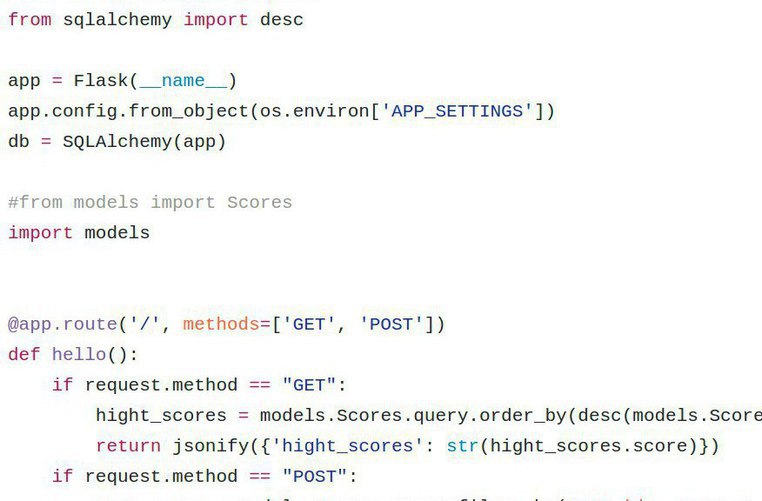 from sqlalchemy import desc
app = Flask(__name__)
app.config.from_object(os.environ['APP_SETTINGS'])
db = SQLAlchemy(app)
#from models import Scores
import models
@app.route('/', methods=['GET', 'POST'])
def hello():
    if request.method == "GET":
        hight_scores = models.Scores.query.order_by(desc(models.Score
        return jsonify({'hight_scores': str(hight_scores.score)})
    if request.method == "POST":